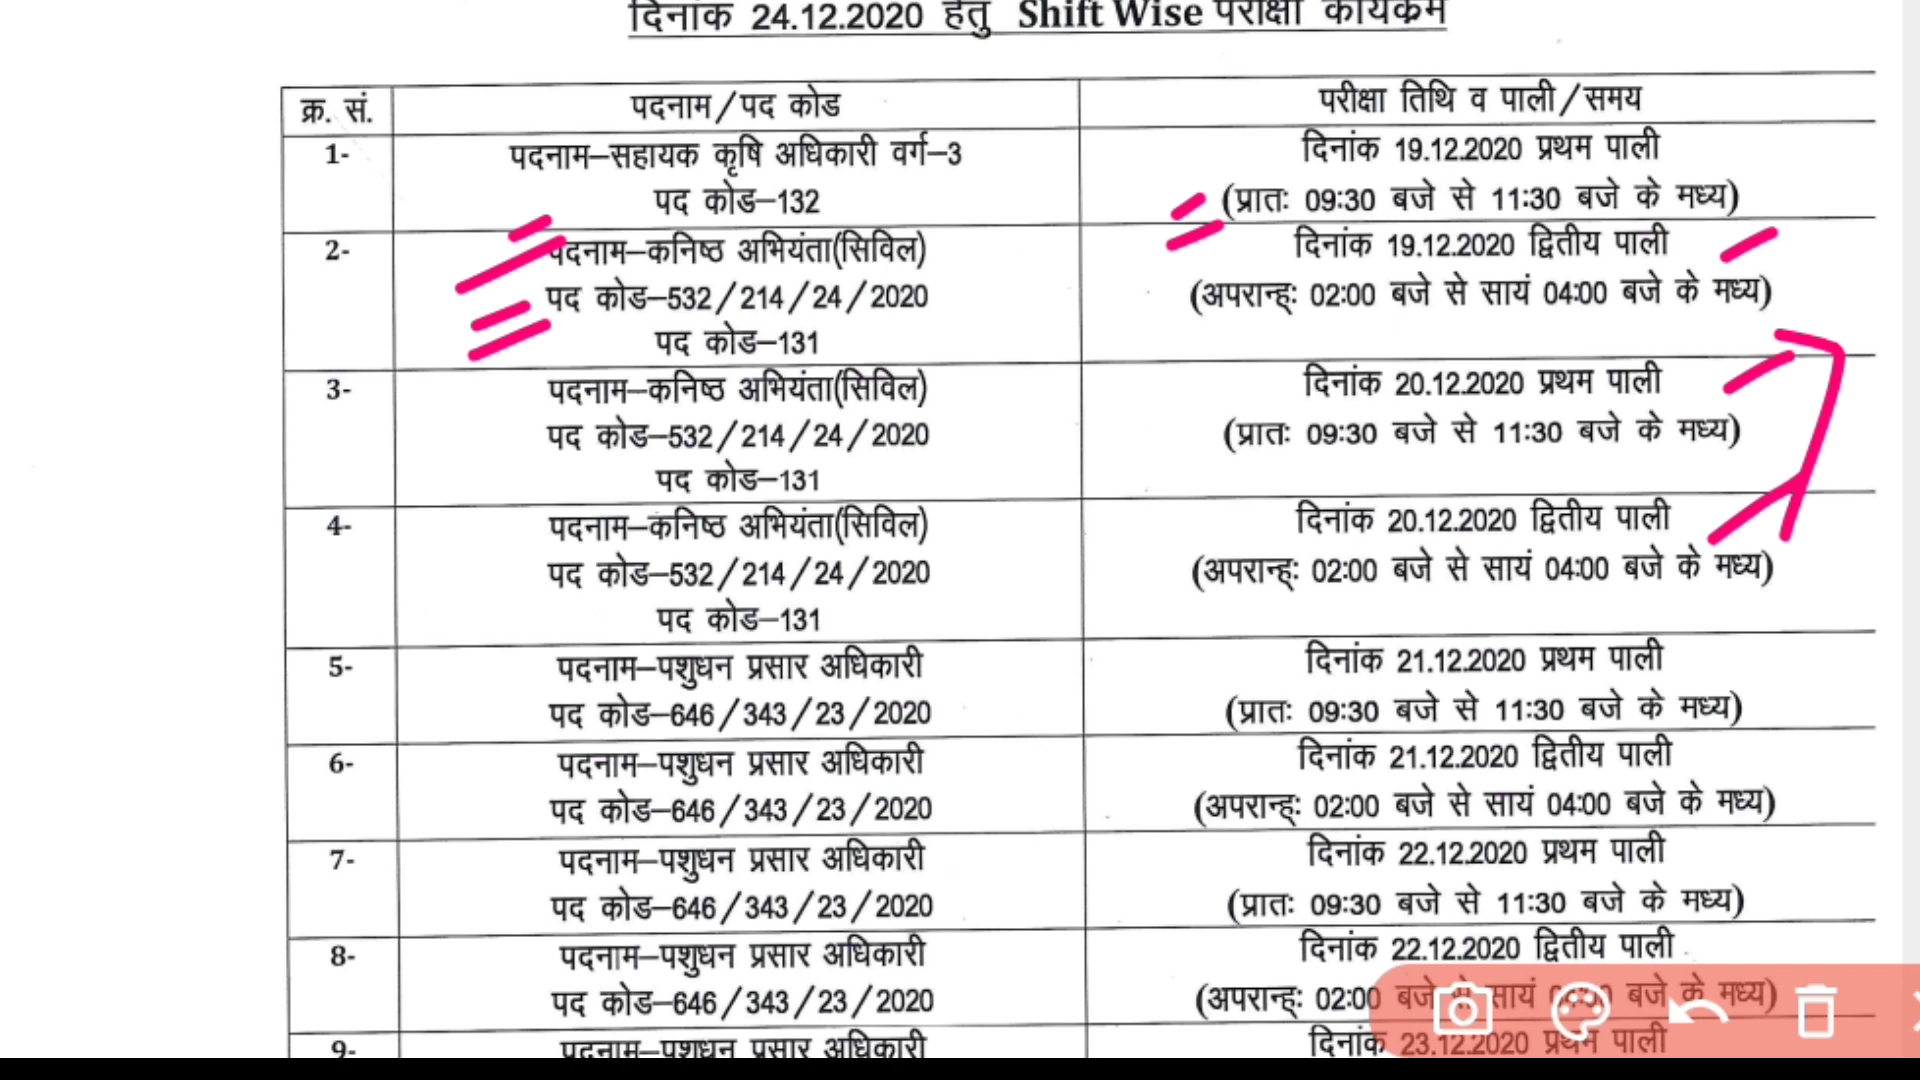 दिनांक 24.12.2020 हेतु Shift Wise परीक्षा कार्यक्रम
क्र. सं. पदनाम/पद कोड परीक्षा तिथि व पाली/समय
1- पदनाम–सहायक कृषि अधिकारी वर्ग–3 दिनांक 19.12.2020 प्रथम पाली
पद कोड–132 (प्रातः 09:30 बजे से 11:30 बजे के मध्य)
2- पदनाम–कनिष्ठ अभियंता(सिविल) दिनांक 19.12.2020 द्वितीय पाली
पद कोड–532/214/24/2020 (अपरान्ह्: 02:00 बजे से सायं 04:00 बजे के मध्य)
पद कोड–131
3- पदनाम–कनिष्ठ अभियंता(सिविल) दिनांक 20.12.2020 प्रथम पाली
पद कोड–532/214/24/2020 (प्रातः 09:30 बजे से 11:30 बजे के मध्य)
पद कोड–131
4- पदनाम–कनिष्ठ अभियंता(सिविल) दिनांक 20.12.2020 द्वितीय पाली
पद कोड–532/214/24/2020 (अपरान्ह्: 02:00 बजे से सायं 04:00 बजे के मध्य)
पद कोड–131
5- पदनाम–पशुधन प्रसार अधिकारी दिनांक 21.12.2020 प्रथम पाली
पद कोड–646/343/23/2020 (प्रातः 09:30 बजे से 11:30 बजे के मध्य)
6- पदनाम–पशुधन प्रसार अधिकारी दिनांक 21.12.2020 द्वितीय पाली
पद कोड–646/343/23/2020 (अपरान्ह्: 02:00 बजे से सायं 04:00 बजे के मध्य)
7- पदनाम–पशुधन प्रसार अधिकारी दिनांक 22.12.2020 प्रथम पाली
पद कोड–646/343/23/2020 (प्रातः 09:30 बजे से 11:30 बजे के मध्य)
8- पदनाम–पशुधन प्रसार अधिकारी दिनांक 22.12.2020 द्वितीय पाली
पद कोड–646/343/23/2020 (अपरान्ह्: 02:00 बजे से सायं 04:00 बजे के मध्य)
9- पदनाम–पशुधन प्रसार अधिकारी दिनांक 23.12.2020 प्रथम पाली